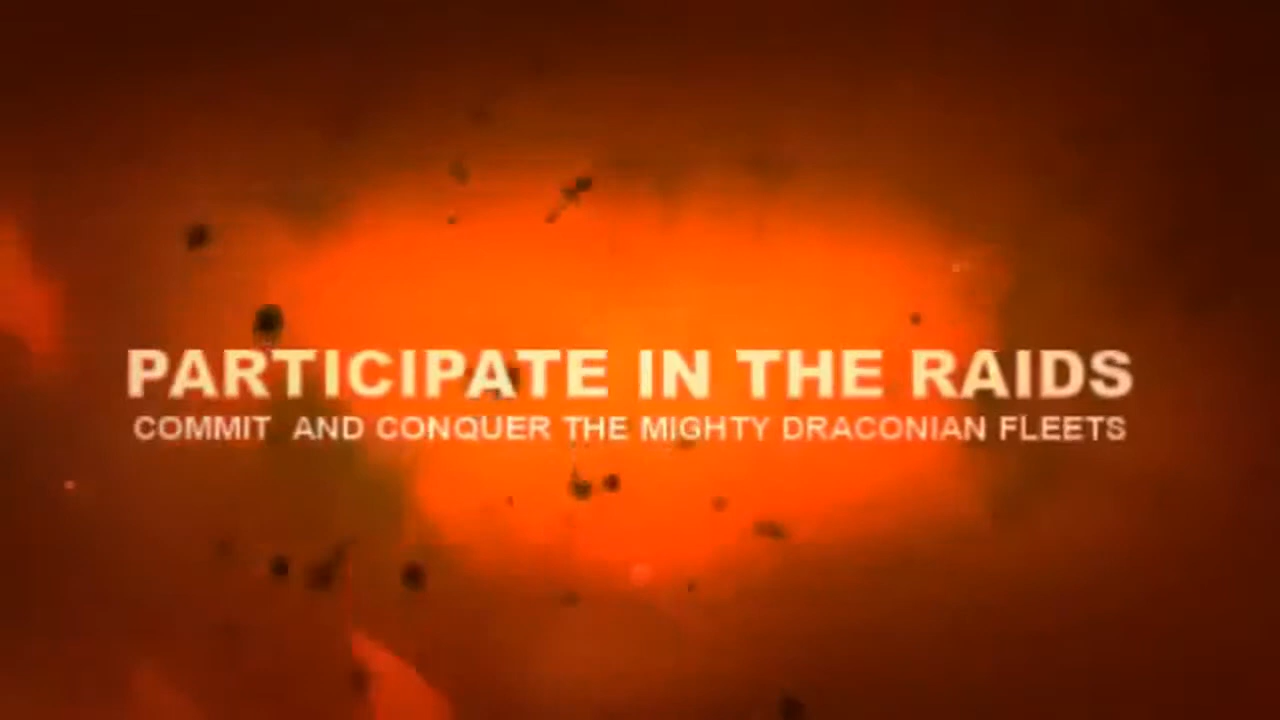 PARTICIPATE IN THE RAIDS
COMMIT AND CONQUER THE MIGHTY DRACONIAN FLEETS